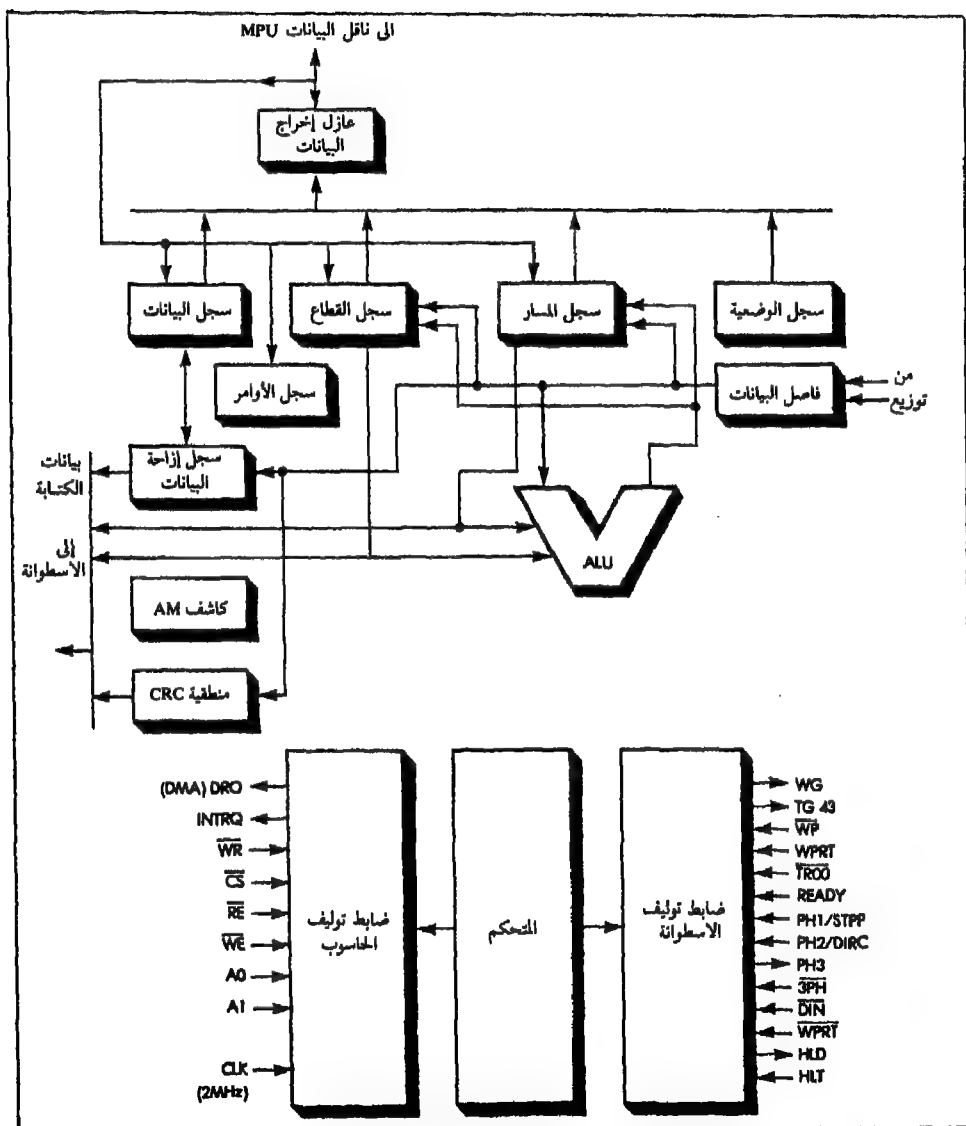 الى ناقل البيانات MPU
عازل إخراج
البيانات
سجل البيانات
سجل القطاع
سجل المسار
سجل الوضعية
سجل الأوامر
فاصل البيانات
من
توزيع
بيانات
الكتابة
سجل إزاحة
البيانات
إلى
الأسطوانة
ALU
كاشف AM
منطقية CRC
(DMA) DRO
INTRQ
WR
CS
RE
WE
A0
A1
CLK
(2MHz)
ضابط توليف
الحاسوب
المتحكم
ضابط توليف
الاسطوانة
WG
TG 43
WP
WPRT
TR00
READY
PH1/STPP
PH2/DIRC
PH3
3PH
DIN
WPRT
HLD
HLT